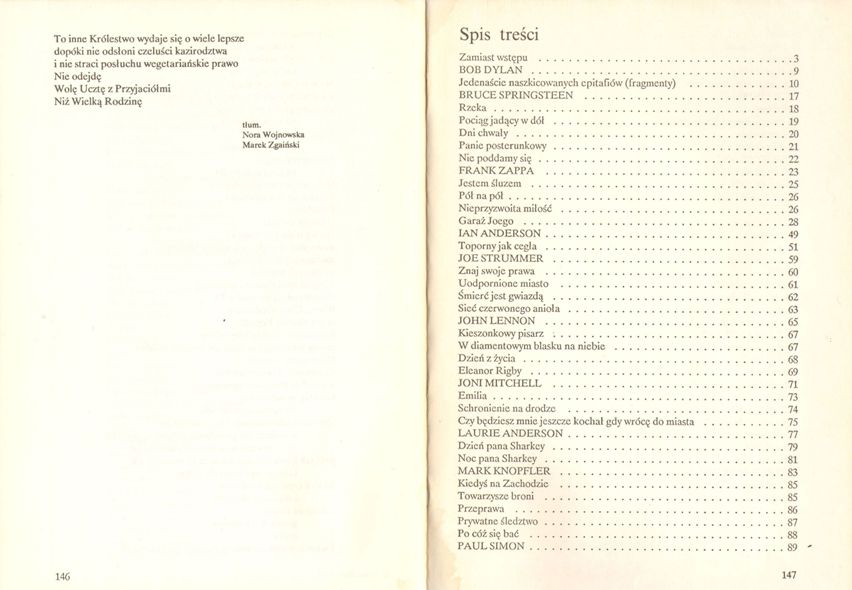 To inne Królestwo wydaje się o wiele lepsze
dopóki nie odsłoni czeluści kazirodztwa
i nie straci posłuchu wegetariańskie prawo
Nie odejdę
Wolę Ucztę z Przyjaciółmi
Niż Wielką Rodzinę
tłum.
Nora Wojnowska
Marek Zgaiński
146
Spis treści
Zamiast wstępu . . . 3
BOB DYLAN . . . 9
Jedenaście naszkicowanych epitafiów (fragmenty) . . . 10
BRUCE SPRINGSTEEN . . . 17
Rzeka . . . 18
Pociąg jadący w dół . . . 19
Dni chwały . . . 20
Panie posterunkowy . . . 21
Nie poddamy się . . . 22
FRANK ZAPPA . . . 23
Jestem śluzem . . . 25
Pół na pół . . . 26
Nieprzyzwoita miłość . . . 26
Garaż Joego . . . 28
IAN ANDERSON . . . 49
Toporny jak cegła . . . 51
JOE STRUMMER . . . 59
Znaj swoje prawa . . . 60
Uodpornione miasto . . . 61
Śmierć jest gwiazdą . . . 62
Sieć czerwonego anioła . . . 63
JOHN LENNON . . . 65
Kieszonkowy pisarz . . . 67
W diamentowym blasku na niebie . . . 67
Dzień z życia . . . 68
Eleanor Rigby . . . 69
JONI MITCHELL . . . 71
Emilia . . . 73
Schronienie na drodze . . . 74
Czy będziesz mnie jeszcze kochał gdy wrócę do miasta . . . 75
LAURIE ANDERSON . . . 77
Dzień pana Sharkey . . . 79
Noc pana Sharkey . . . 81
MARK KNOPFLER . . . 83
Kiedyś na Zachodzie . . . 85
Towarzysze broni . . . 85
Przeprawa . . . 86
Prywatne śledztwo . . . 87
Po cóż się bać . . . 88
PAUL SIMON . . . 89
147